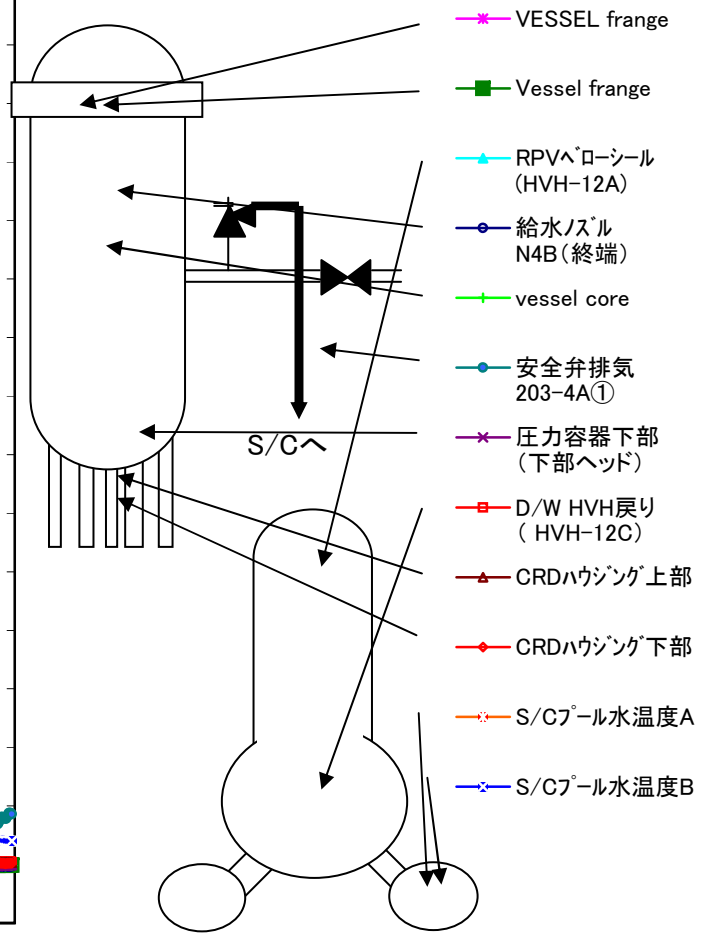 VESSEL frange
Vessel frange
RPVベローシール
(HVH-12A)
給水ノズル
N4B(終端)
vessel core
安全弁排気
203-4A①
圧力容器下部
(下部ヘッド)
D/W HVH戻り
( HVH-12C)
CRDハウジング上部
CRDハウジング下部
S/Cプール水温度A
S/Cプール水温度B
S/Cへ